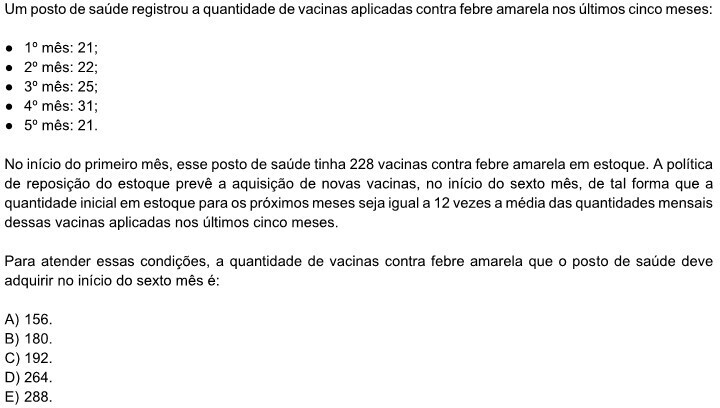 Um posto de saúde registrou a quantidade de vacinas aplicadas contra febre amarela nos últimos cinco meses:
● 1º mês: 21;
● 2º mês: 22;
● 3º mês: 25;
● 4º mês: 31;
● 5º mês: 21.
No início do primeiro mês, esse posto de saúde tinha 228 vacinas contra febre amarela em estoque. A política
de reposição do estoque prevê a aquisição de novas vacinas, no início do sexto mês, de tal forma que a
quantidade inicial em estoque para os próximos meses seja igual a 12 vezes a média das quantidades mensais
dessas vacinas aplicadas nos últimos cinco meses.
Para atender essas condições, a quantidade de vacinas contra febre amarela que o posto de saúde deve
adquirir no início do sexto mês é:
A) 156.
B) 180.
C) 192.
D) 264.
E) 288.